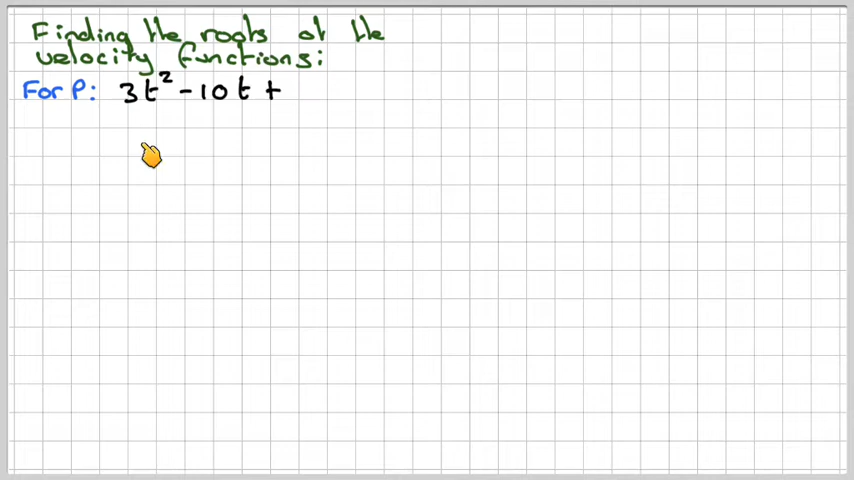 Finding the roots of the
velocity functions:
For P: 3t² - 10t +